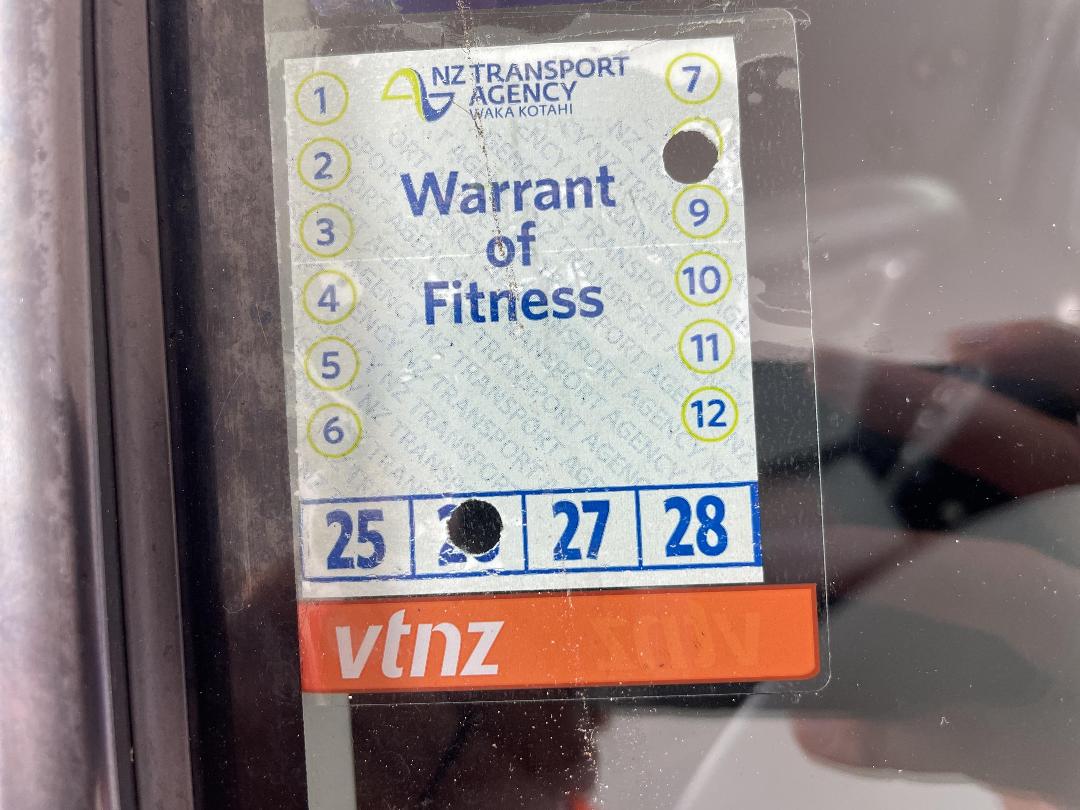 NZ TRANSPORT
AGENCY
WAKA KOTAHI
1
7
2
Warrant
of
Fitness
3
9
4
10
5
11
6
12
25
27
28
vtnz